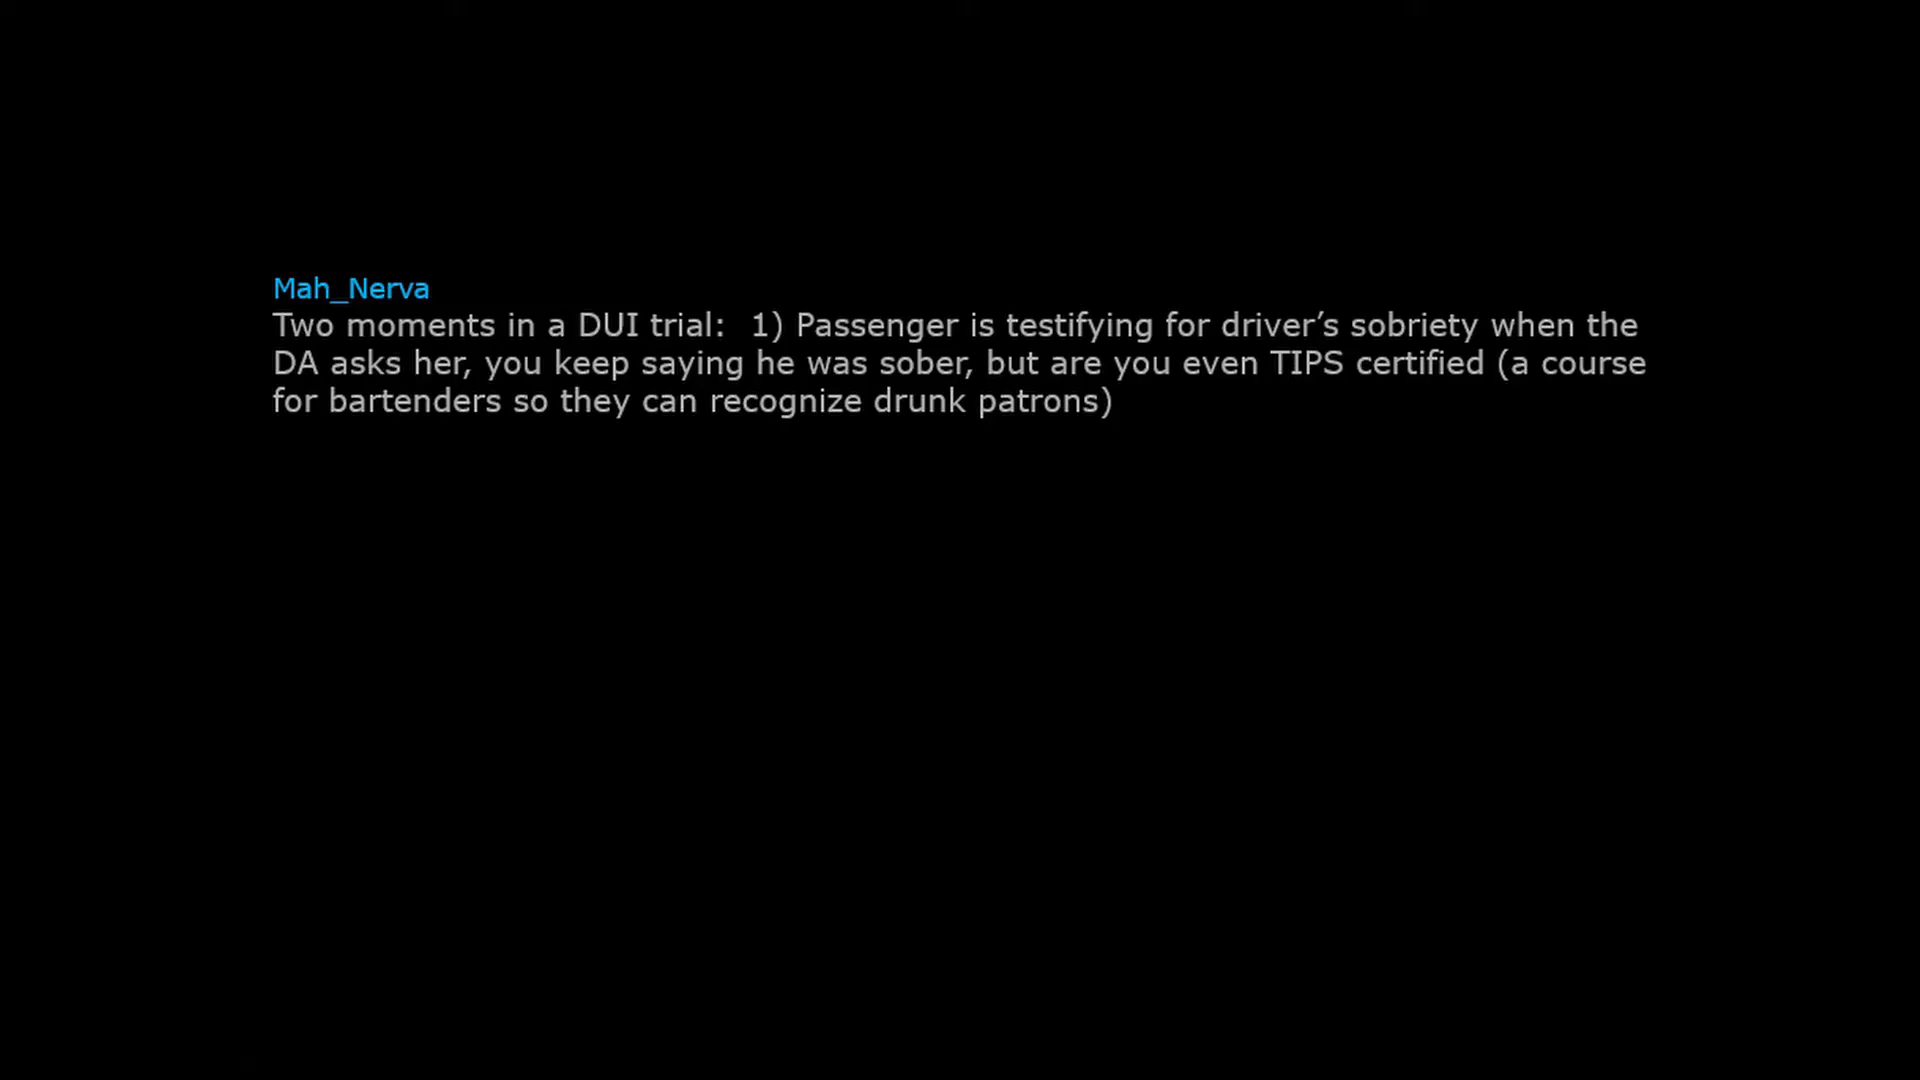 Mah_Nerva
Two moments in a DUI trial:  1) Passenger is testifying for driver’s sobriety when the
DA asks her, you keep saying he was sober, but are you even TIPS certified (a course
for bartenders so they can recognize drunk patrons)